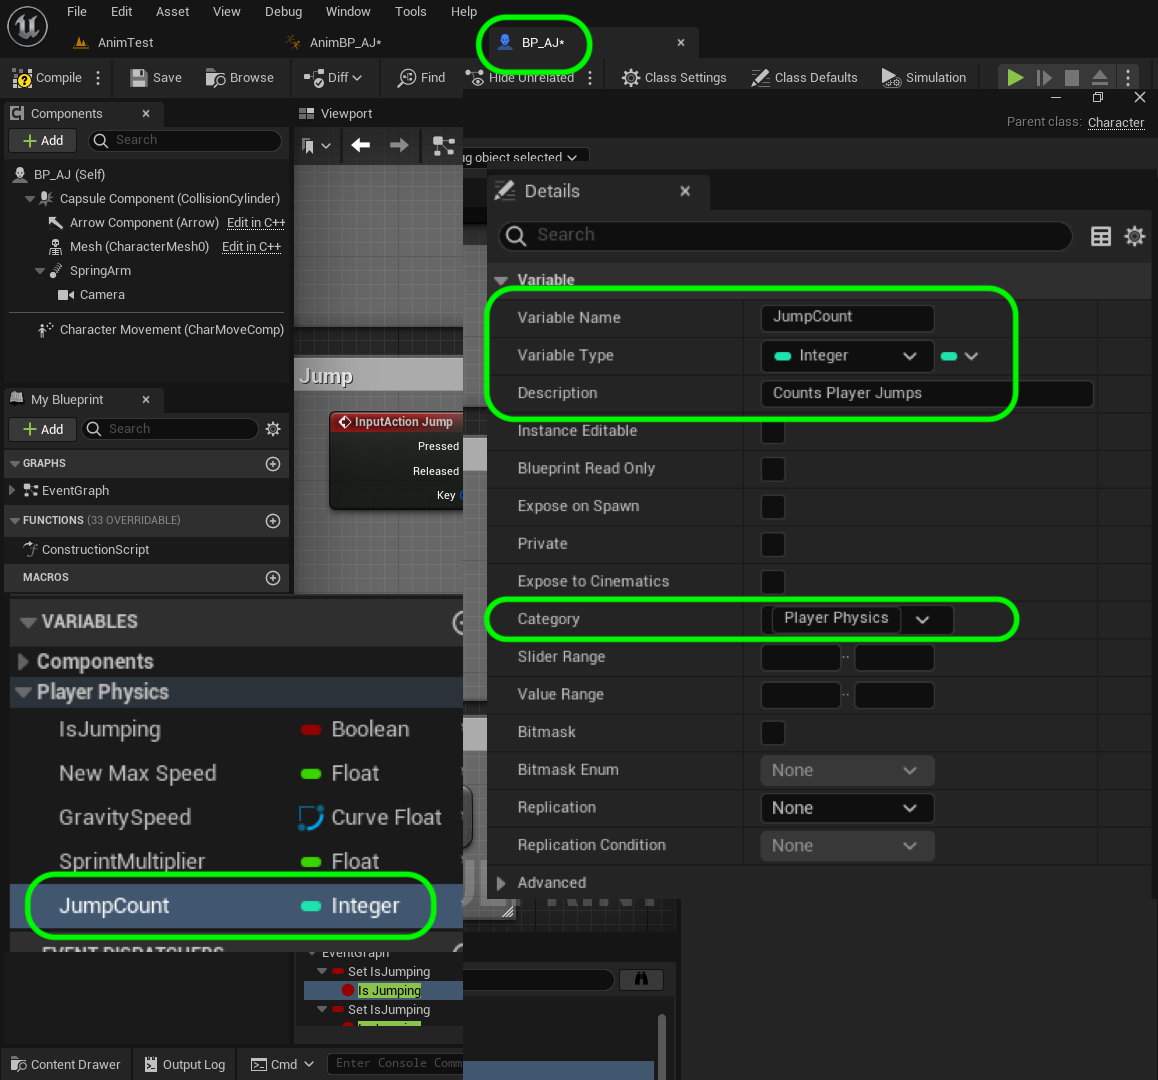 File Edit Asset View Debug Window Tools Help
AnimTest AnimBP_AJ* BP_AJ*
Compile Save Browse Diff Find Hide Unrelated Class Settings Class Defaults Simulation
Components Viewport
Parent class: Character
Add Search
ug object selected
BP_AJ (Self)
Capsule Component (CollisionCylinder)
Arrow Component (Arrow) Edit in C++
Mesh (CharacterMesh0) Edit in C++
SpringArm
Camera
Character Movement (CharMoveComp)
My Blueprint
Add Search
GRAPHS
EventGraph
FUNCTIONS (33 OVERRIDABLE)
ConstructionScript
MACROS
VARIABLES
Components
Player Physics
IsJumping Boolean
New Max Speed Float
GravitySpeed Curve Float
SprintMultiplier Float
JumpCount Integer
EVENT DISPATCHERS
Jump
InputAction Jump
Pressed
Released
Key
Details
Search
Variable
Variable Name JumpCount
Variable Type Integer
Description Counts Player Jumps
Instance Editable
Blueprint Read Only
Expose on Spawn
Private
Expose to Cinematics
Category Player Physics
Slider Range ..
Value Range ..
Bitmask
Bitmask Enum None
Replication None
Replication Condition None
Advanced
EventGraph
Set IsJumping
Is Jumping
Set IsJumping
Content Drawer Output Log Cmd Enter Console Comm